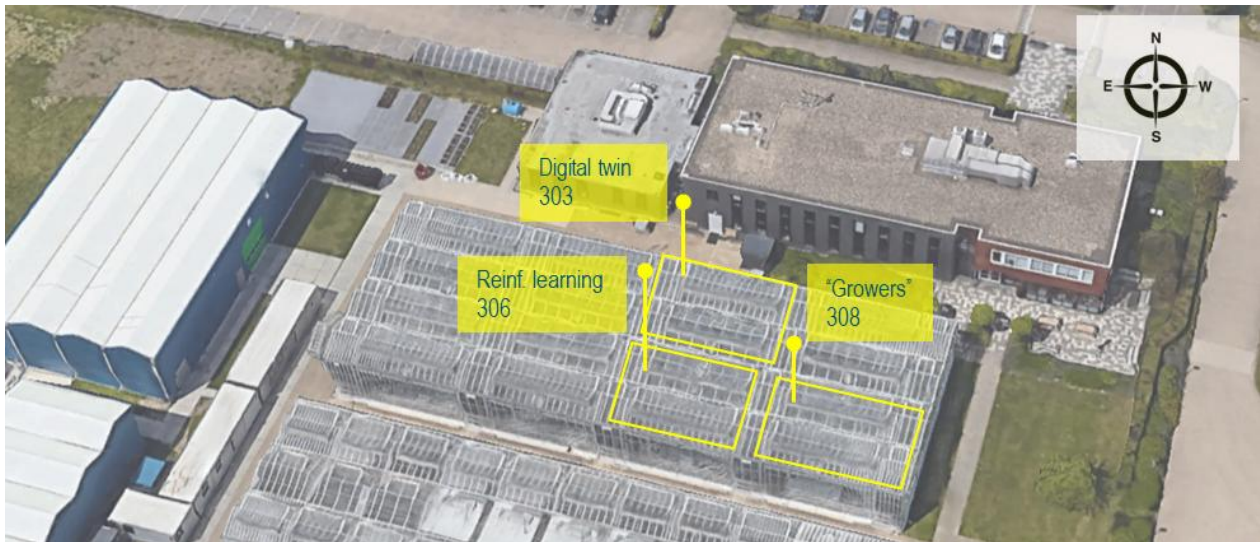 N
E
W
S
Digital twin
303
Reinf. learning
306
“Growers”
308